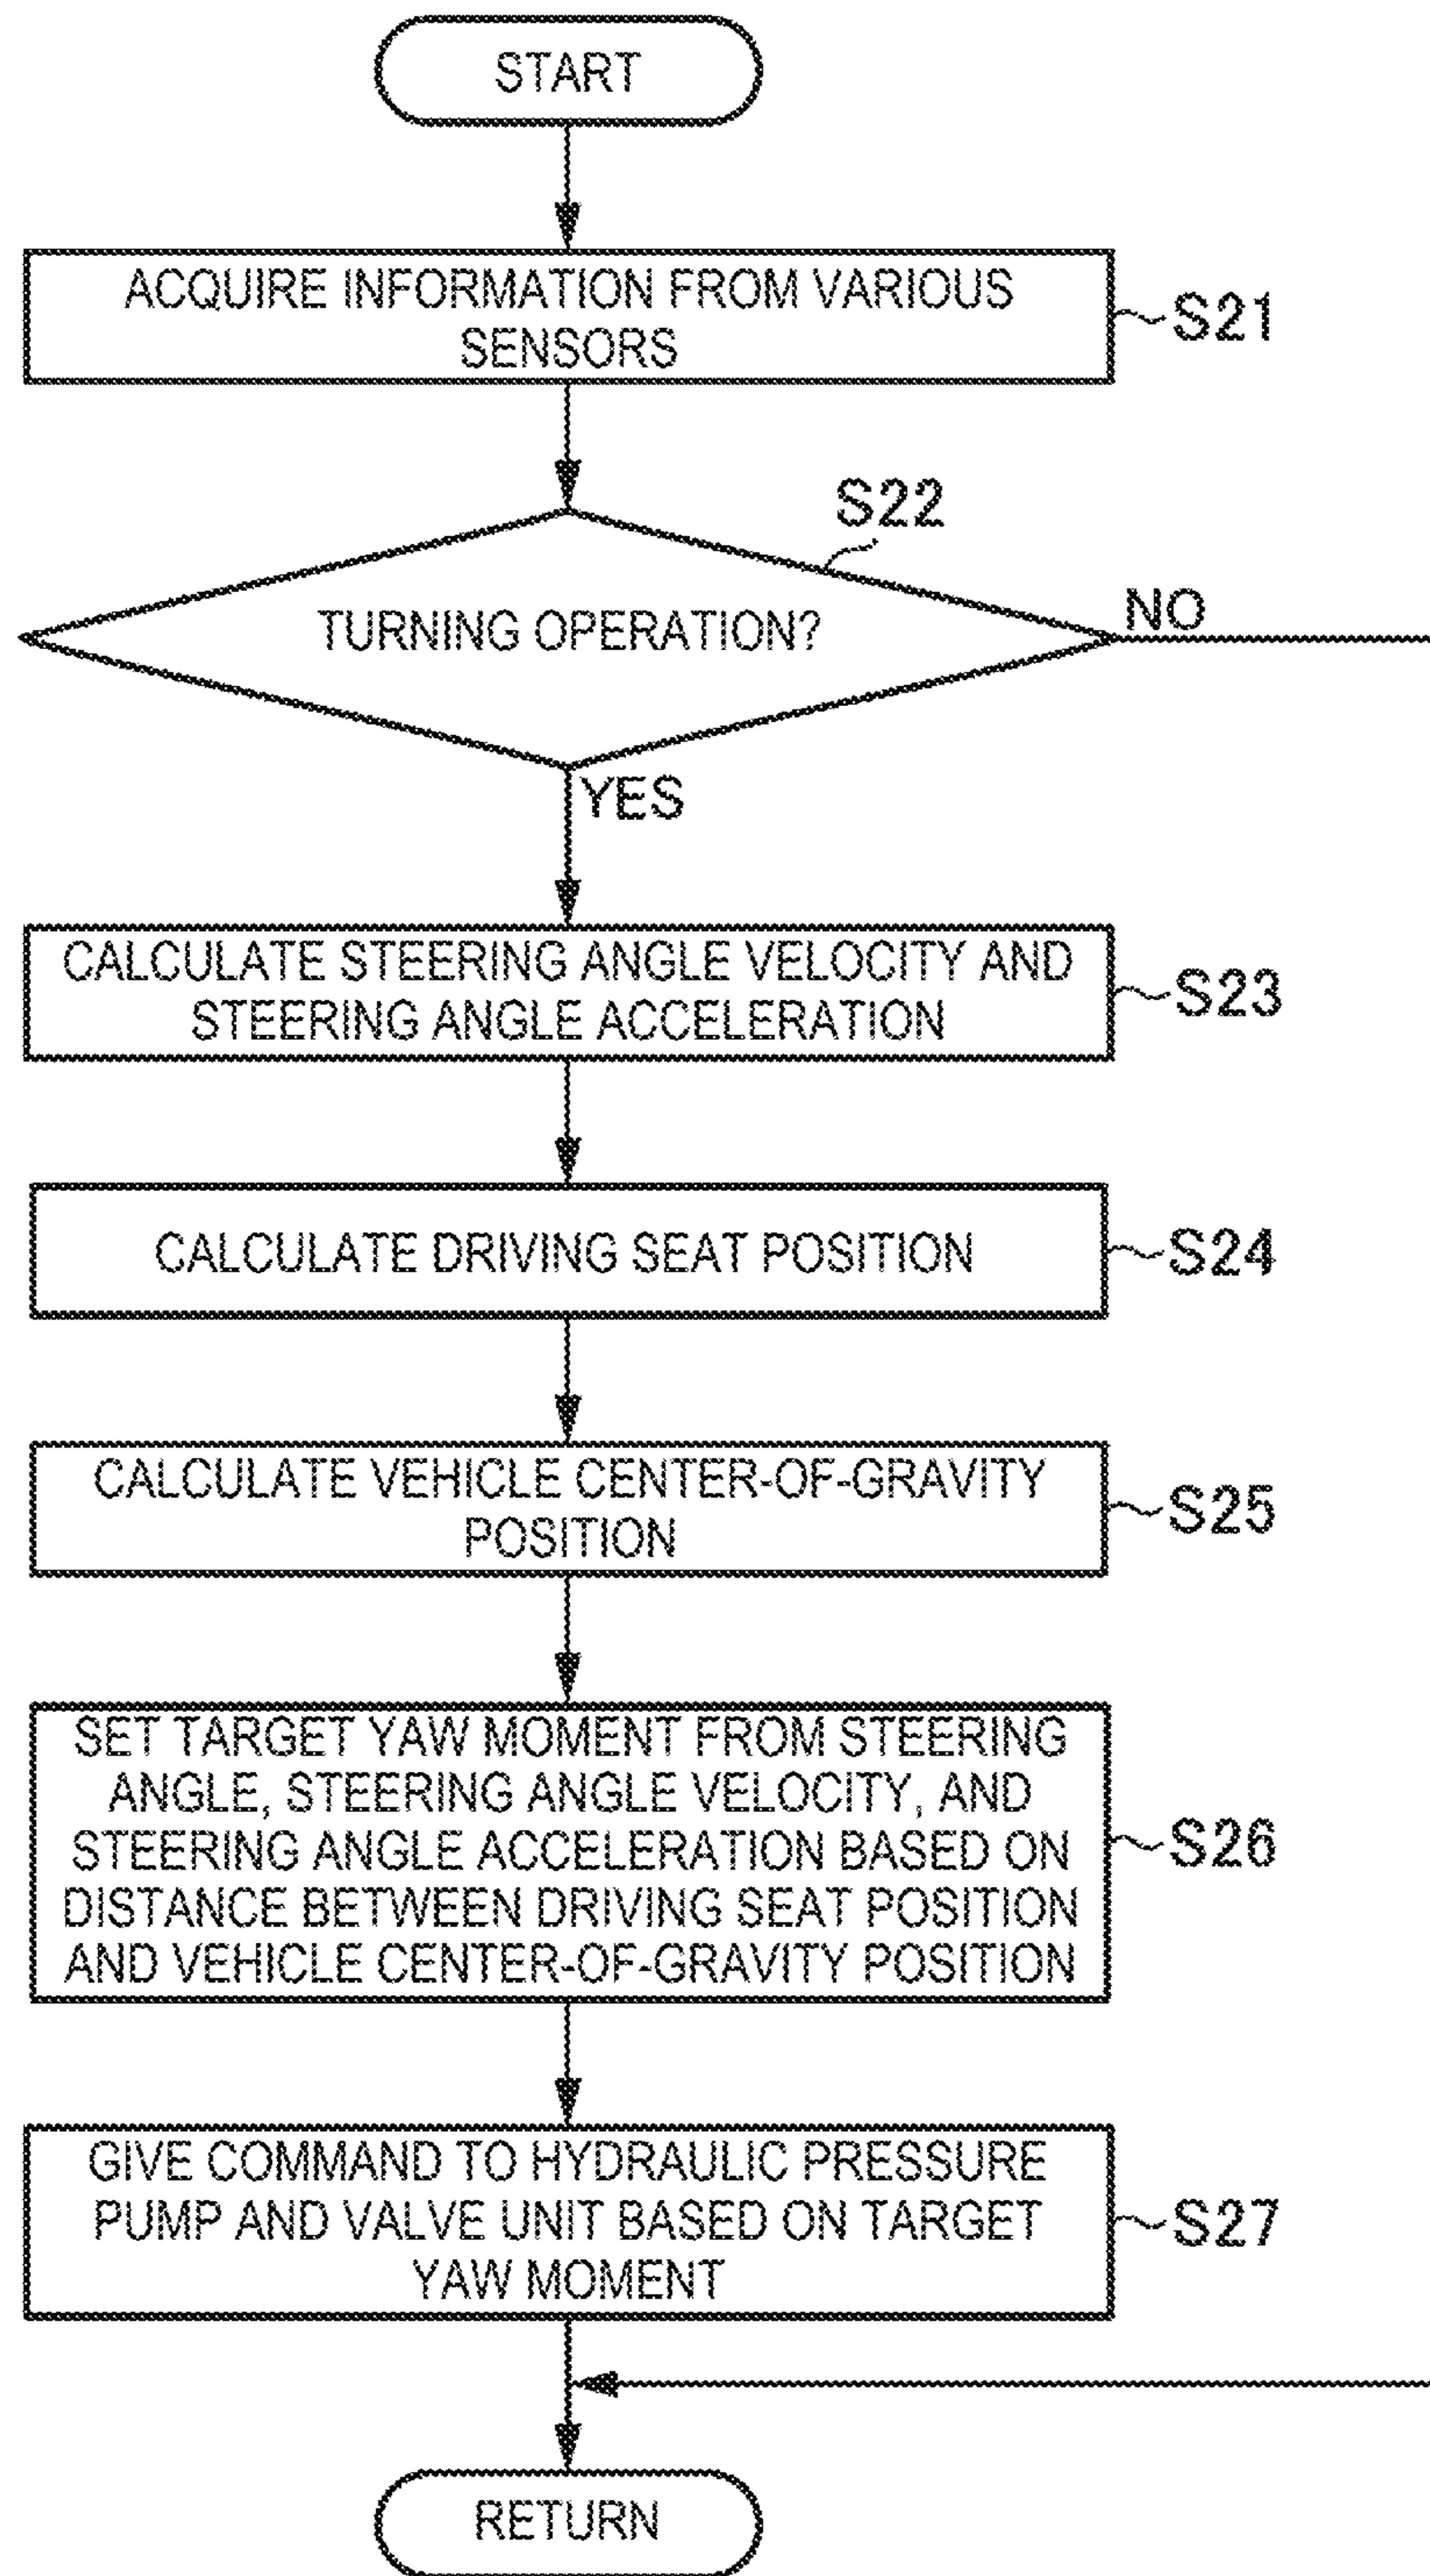 START
ACQUIRE INFORMATION FROM VARIOUS
SENSORS
S21
S22
TURNING OPERATION?
NO
YES
CALCULATE STEERING ANGLE VELOCITY AND
STEERING ANGLE ACCELERATION
S23
CALCULATE DRIVING SEAT POSITION
S24
CALCULATE VEHICLE CENTER-OF-GRAVITY
POSITION
S25
SET TARGET YAW MOMENT FROM STEERING
ANGLE, STEERING ANGLE VELOCITY, AND
STEERING ANGLE ACCELERATION BASED ON
DISTANCE BETWEEN DRIVING SEAT POSITION
AND VEHICLE CENTER-OF-GRAVITY POSITION
S26
GIVE COMMAND TO HYDRAULIC PRESSURE
PUMP AND VALVE UNIT BASED ON TARGET
YAW MOMENT
S27
RETURN